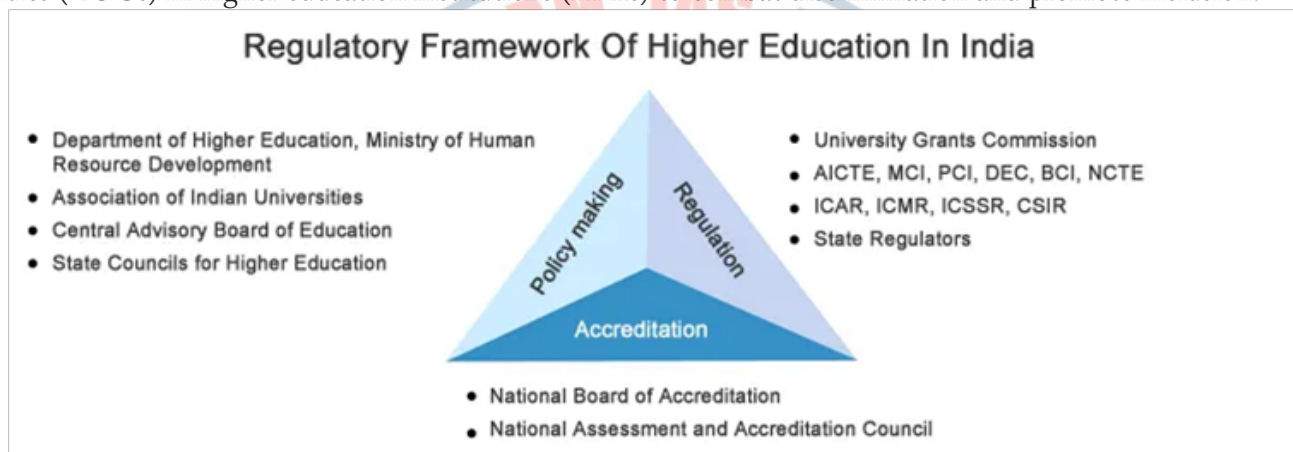 Regulatory Framework Of Higher Education In India
• Department of Higher Education, Ministry of Human
Resource Development
• Association of Indian Universities
• Central Advisory Board of Education
• State Councils for Higher Education
Policy making
Regulation
Accreditation
• University Grants Commission
• AICTE, MCI, PCI, DEC, BCI, NCTE
• ICAR, ICMR, ICSSR, CSIR
• State Regulators
• National Board of Accreditation
• National Assessment and Accreditation Council